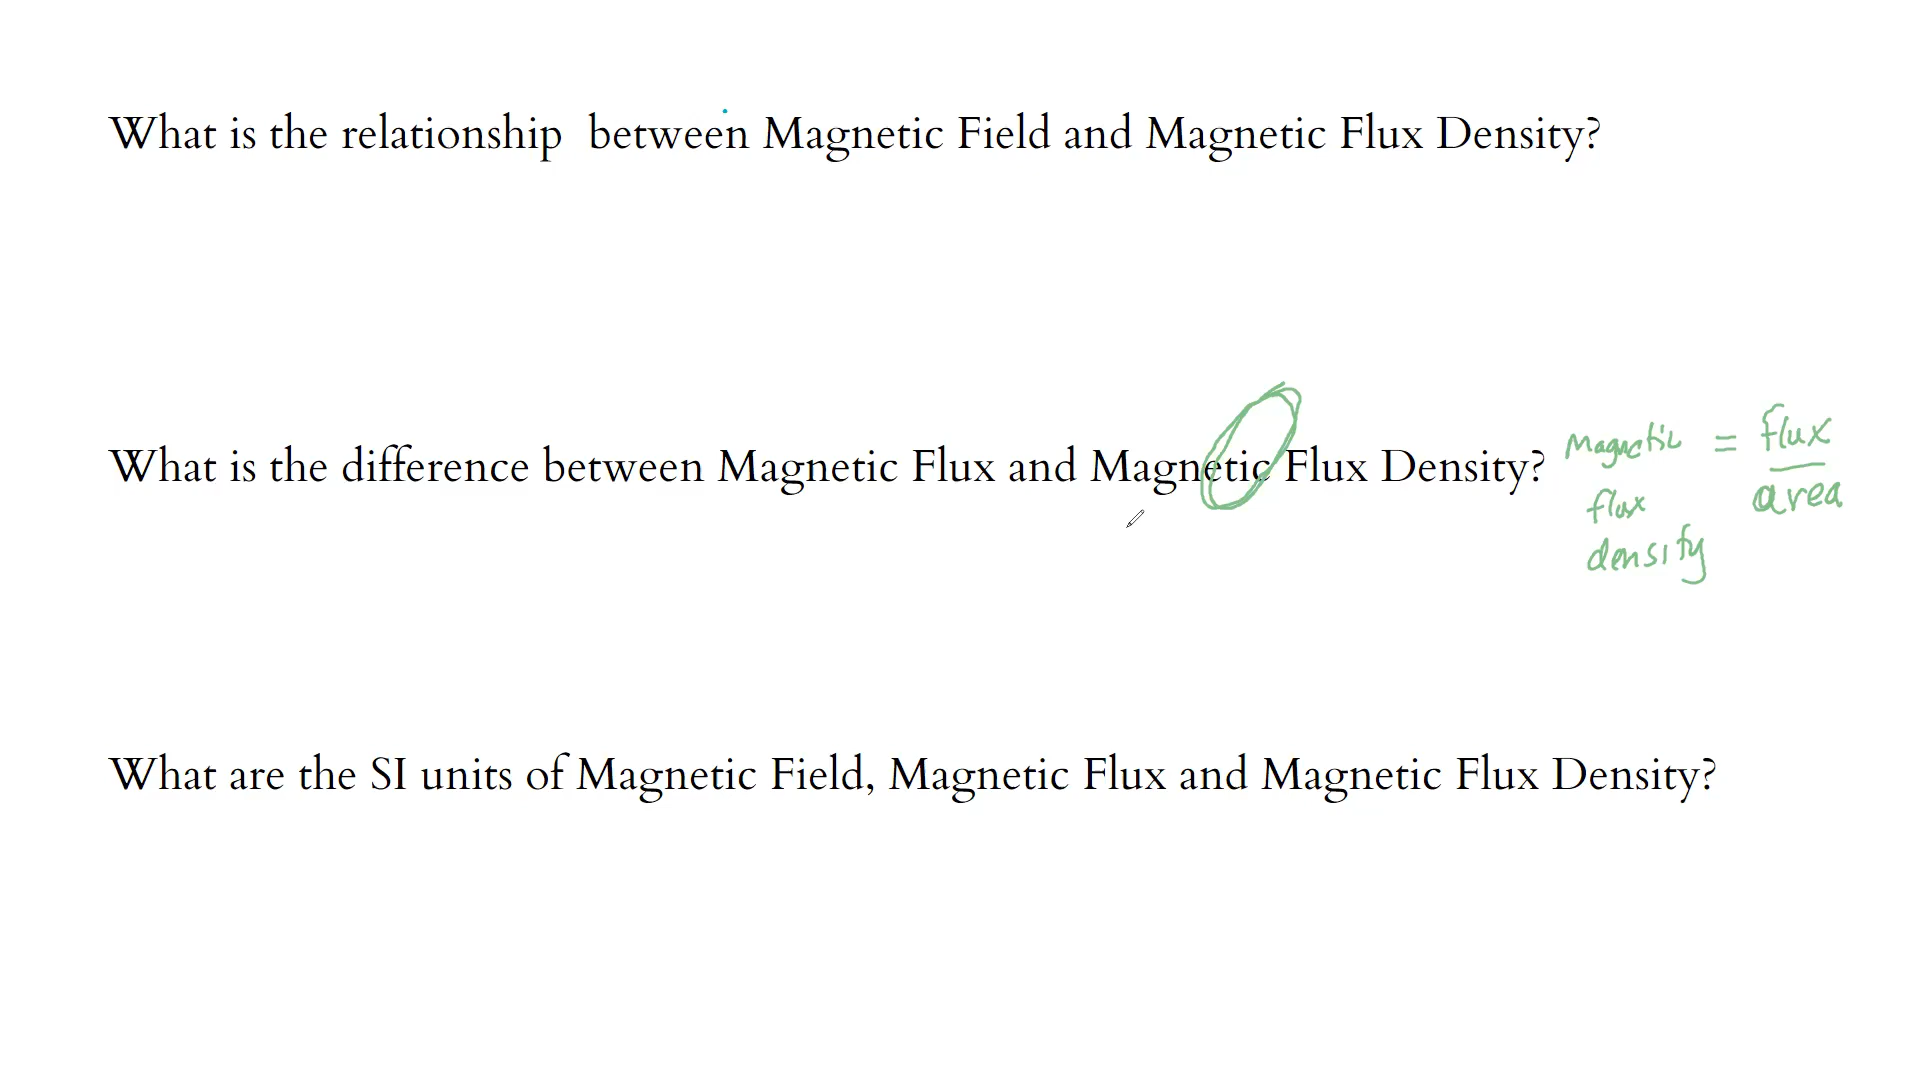 What is the relationship between Magnetic Field and Magnetic Flux Density?
What is the difference between Magnetic Flux and Magnetic Flux Density?
Magnetic = flux
flux area
density
What are the SI units of Magnetic Field, Magnetic Flux and Magnetic Flux Density?